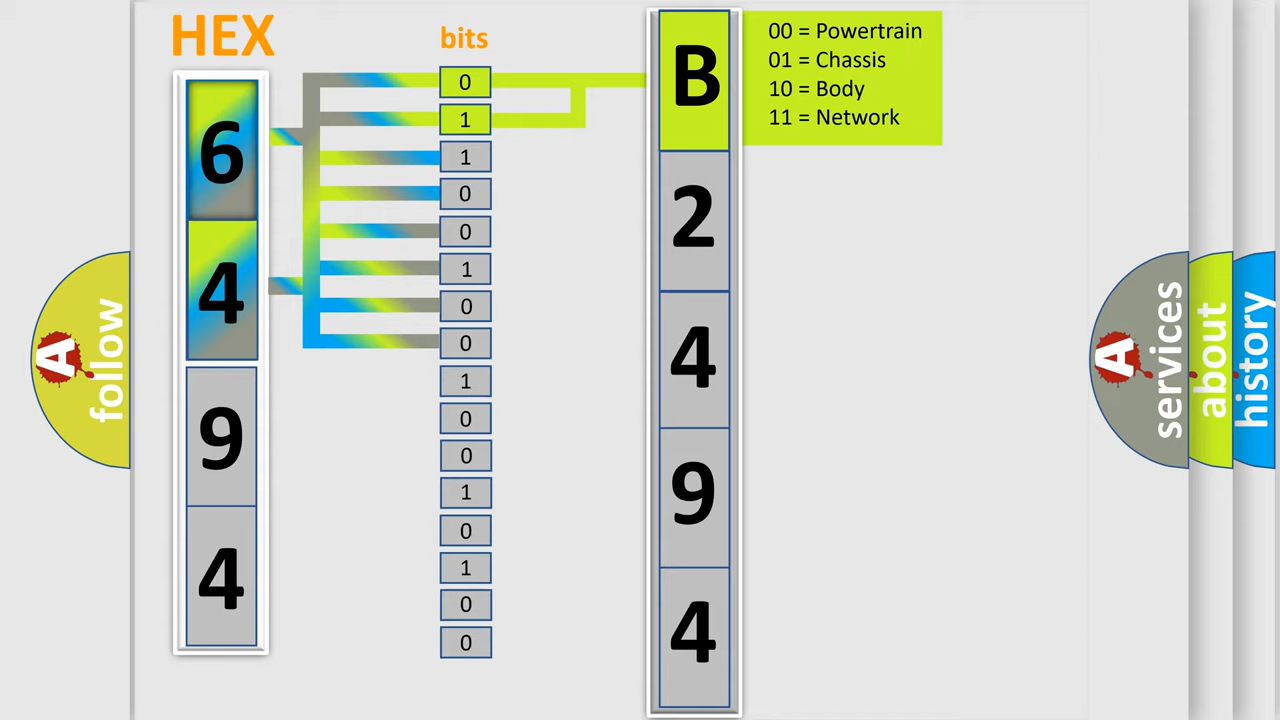 HEX
bits
6
4
9
4
0
1
1
0
0
1
0
0
1
0
0
1
0
1
0
0
B
2
4
9
4
00 = Powertrain
01 = Chassis
10 = Body
11 = Network
A
follow
A
services
about
history